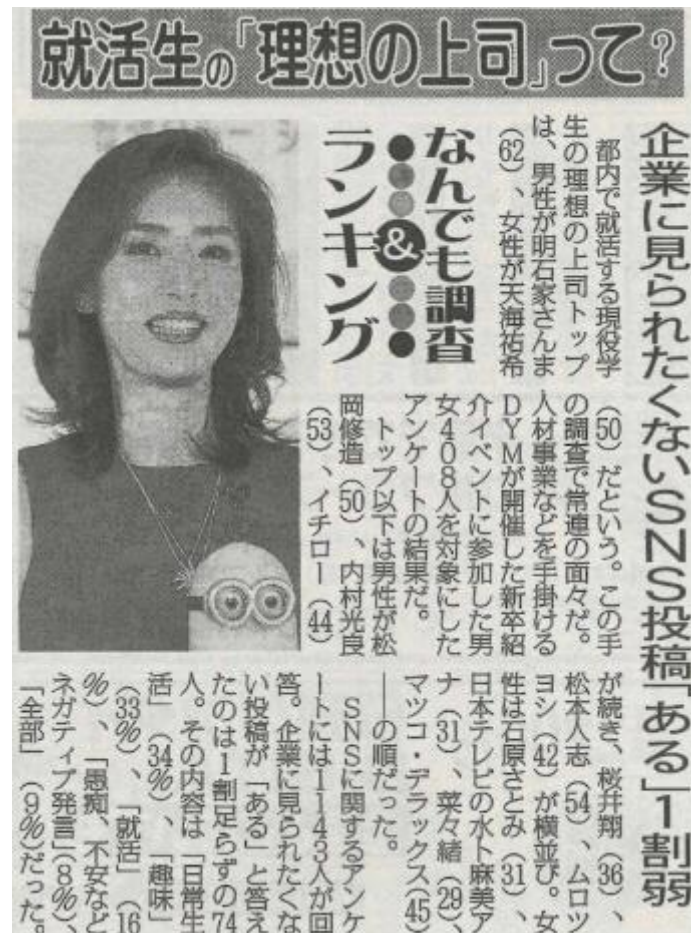 就活生の「理想の上司」って?
企業に見られたくないSNS投稿「ある」1割弱
なんでも調査
&
ランキング
都内で就活する現役学
生の理想の上司トップ
は、男性が明石家さんま
(62)、女性が天海祐希
(50)だという。この手
の調査で常連の面々だ。
人材事業などを手掛ける
DYMが開催した新卒紹
介イベントに参加した男
女408人を対象にした
アンケートの結果だ。
トップ以下は男性が松
岡修造(50)、内村光良
(53)、イチロー(44)
が続き、桜井翔(36)、
松本人志(54)、ムロツ
ヨシ(42)が横並び。女
性は石原さとみ(31)、
日本テレビの水卜麻美ア
ナ(31)、菜々緒(29)、
マツコ・デラックス(45)
──の順だった。
SNSに関するアンケ
ートには1143人が回
答。企業に見られたくな
い投稿が「ある」と答え
たのは1割足らずの74
人。その内容は「日常生
活」(34%)、「趣味」
(33%)、「就活」(16
%)、「愚痴、不安など
ネガティブ発言」(8%)、
「全部」(9%)だった。